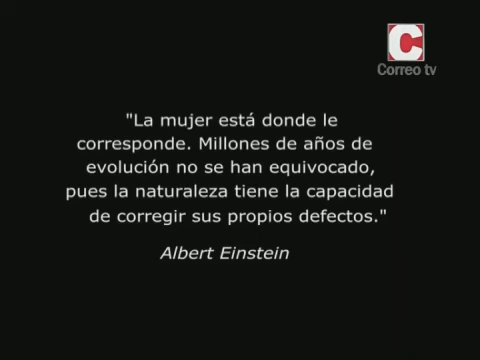 C
Correo tv
"La mujer está donde le
corresponde. Millones de años de
evolución no se han equivocado,
pues la naturaleza tiene la capacidad
de corregir sus propios defectos."
Albert Einstein